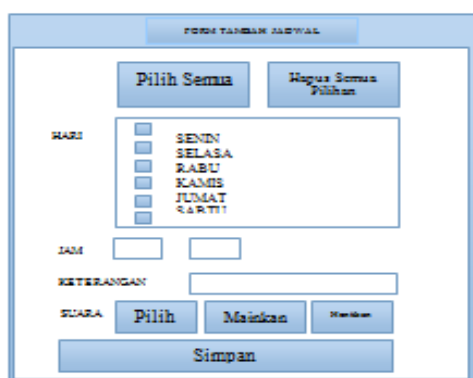 FORM TAMBAH JADWAL
Pilih Semua
Hapus Semua
Pilihan
HARI
SENIN
SELASA
RABU
KAMIS
JUMAT
SABTU
JAM
KETERANGAN
SUARA
Pilih
Mainkan
Simpan